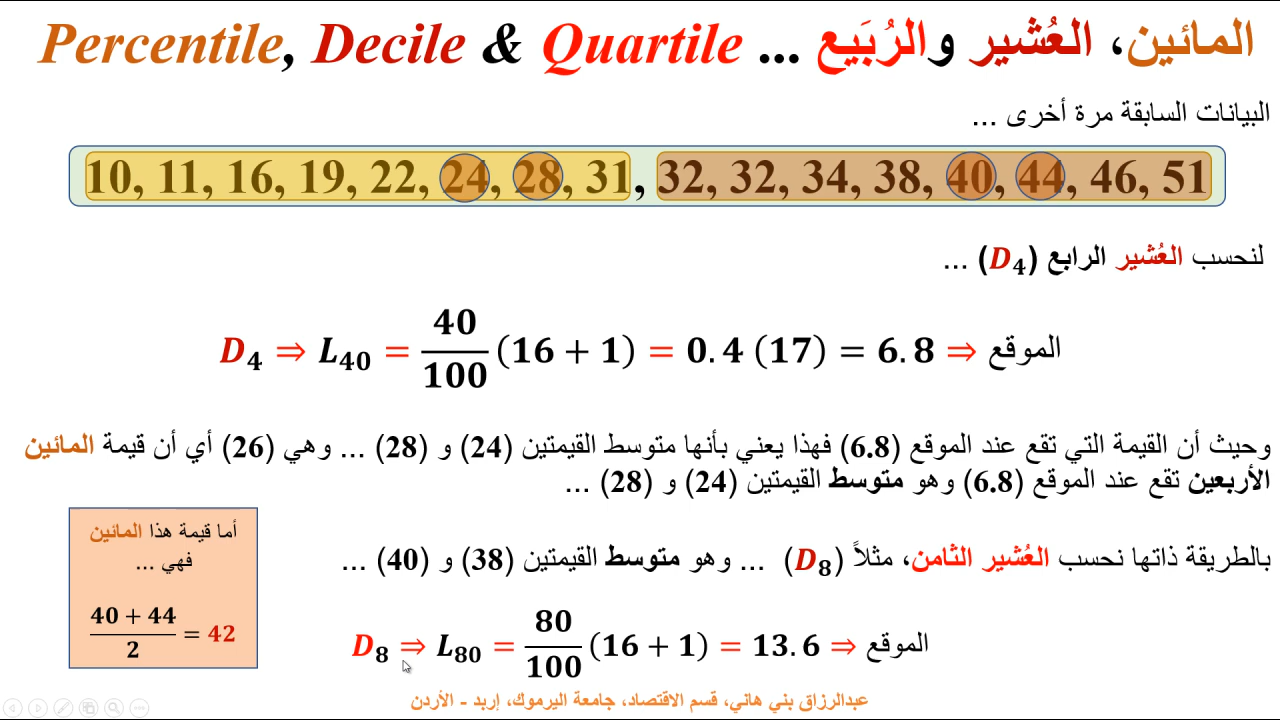 المائين، العُشير والرُبَيع ... Percentile, Decile & Quartile
البيانات السابقة مرة أخرى ...
10, 11, 16, 19, 22, 24, 28, 31, 32, 32, 34, 38, 40, 44, 46, 51
لنحسب العُشير الرابع (D₄) ...
D₄ ⇒ L₄₀ = 40/100 (16 + 1) = 0.4 (17) = 6.8 ⇒ الموقع
وحيث أن القيمة التي تقع عند الموقع (6.8) فهذا يعني بأنها متوسط القيمتين (24) و (28) ... وهي (26) أي أن قيمة المائين
الأربعين تقع عند الموقع (6.8) وهو متوسط القيمتين (24) و (28) ...
بالطريقة ذاتها نحسب العُشير الثامن، مثلاً (D₈) ... وهو متوسط القيمتين (38) و (40) ...
D₈ ⇒ L₈₀ = 80/100 (16 + 1) = 13.6 ⇒ الموقع
أما قيمة هذا المائين
فهي ...
40 + 44/2 = 42
عبدالرزاق بني هاني، قسم الاقتصاد، جامعة اليرموك، إربد - الأردن